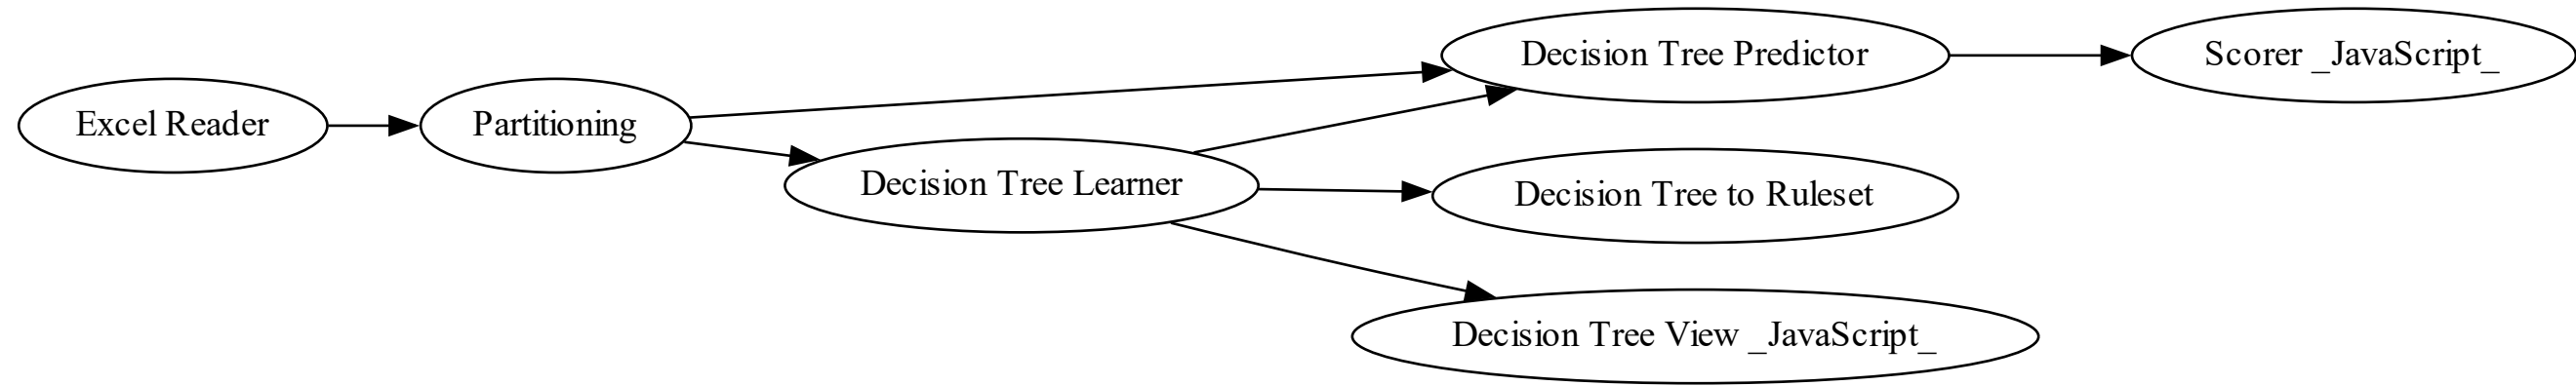 Excel Reader
Partitioning
Decision Tree Learner
Decision Tree Predictor
Decision Tree to Ruleset
Decision Tree View _JavaScript_
Scorer _JavaScript_